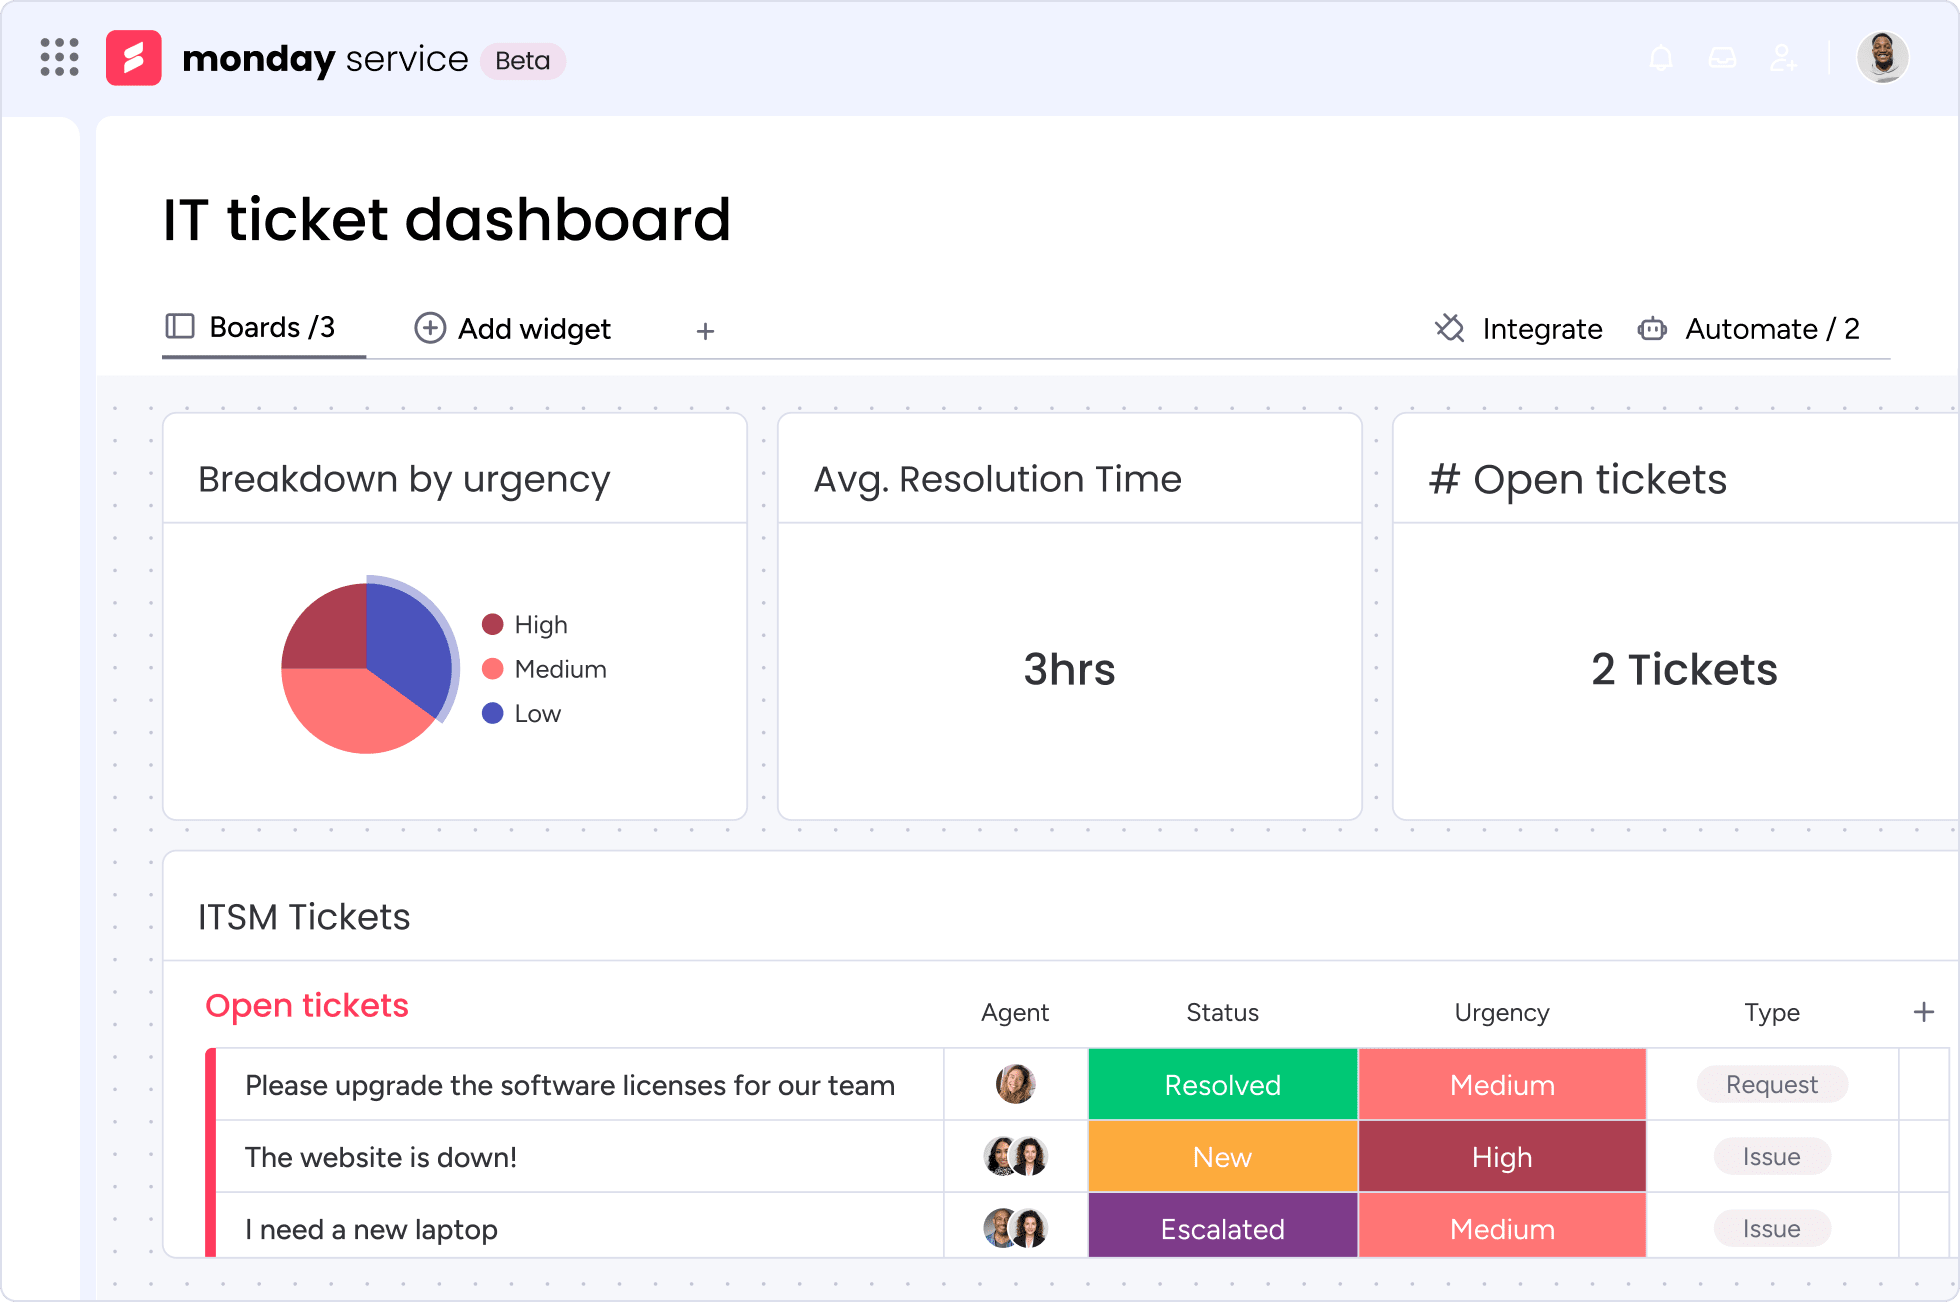 monday service Beta
IT ticket dashboard
Boards /3
Add widget
+
Integrate
Automate / 2
Breakdown by urgency
High
Medium
Low
Avg. Resolution Time
3hrs
# Open tickets
2 Tickets
ITSM Tickets
Open tickets Agent Status Urgency Type +
Please upgrade the software licenses for our team Resolved Medium Request
The website is down! New High Issue
I need a new laptop Escalated Medium Issue